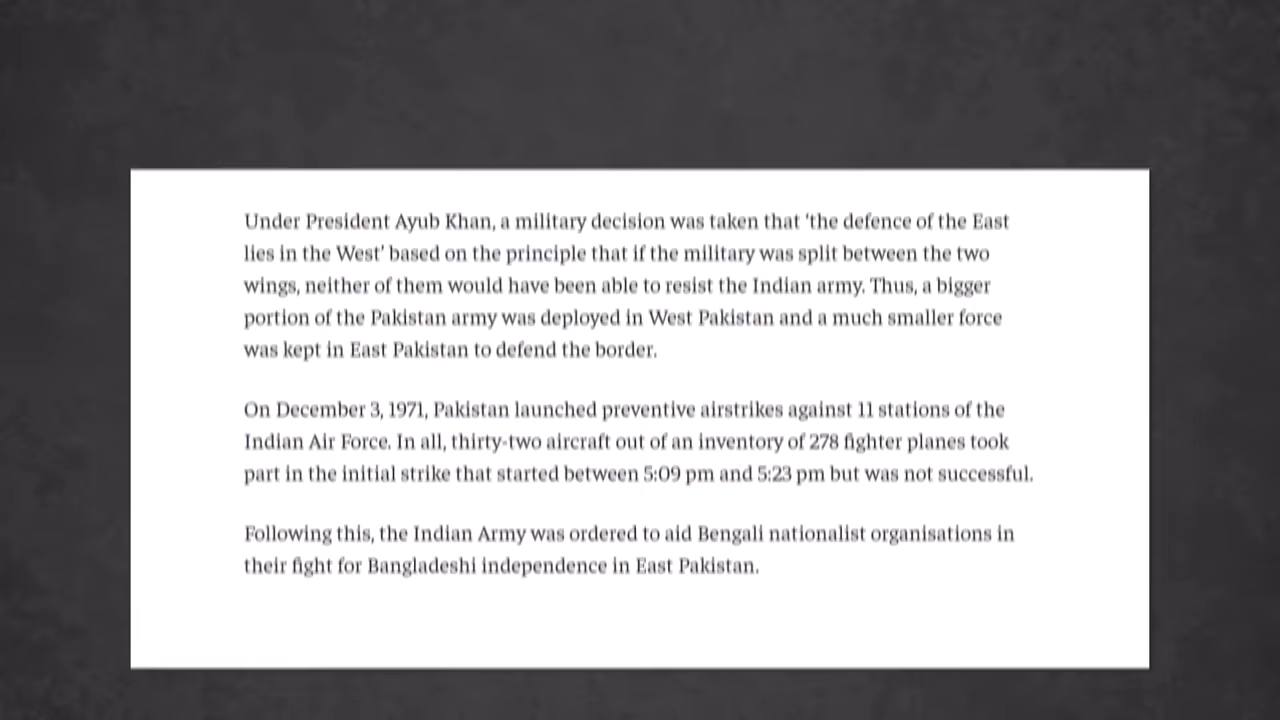 Under President Ayub Khan, a military decision was taken that 'the defence of the East
lies in the West' based on the principle that if the military was split between the two
wings, neither of them would have been able to resist the Indian army. Thus, a bigger
portion of the Pakistan army was deployed in West Pakistan and a much smaller force
was kept in East Pakistan to defend the border.
On December 3, 1971, Pakistan launched preventive airstrikes against 11 stations of the
Indian Air Force. In all, thirty-two aircraft out of an inventory of 278 fighter planes took
part in the initial strike that started between 5:09 pm and 5:23 pm but was not successful.
Following this, the Indian Army was ordered to aid Bengali nationalist organisations in
their fight for Bangladeshi independence in East Pakistan.